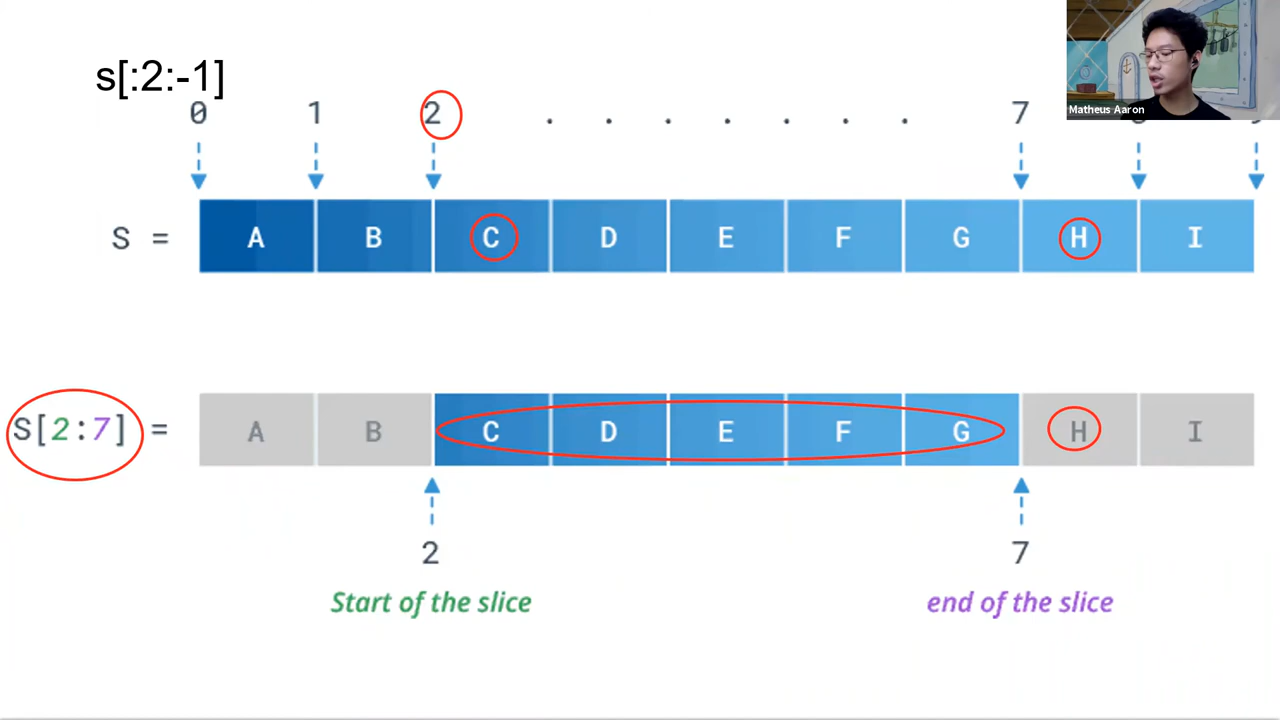 s[:2:-1]
Matheus Aaron
0 1 2 . . . . . . . 7
S = A B C D E F G H I
S[2:7] = A B C D E F G H I
2 7
Start of the slice end of the slice